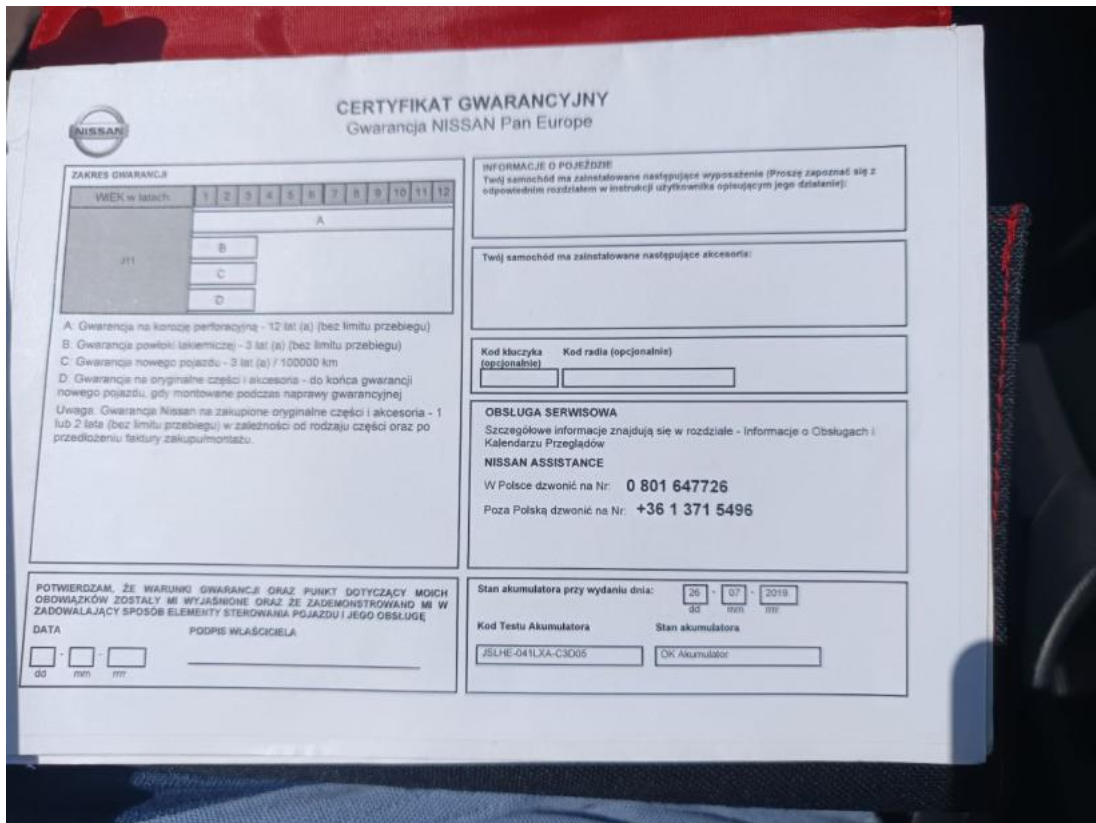 NISSAN
CERTYFIKAT GWARANCYJNY
Gwarancja NISSAN Pan Europe
ZAKRES GWARANCJI
WIEK w latach: 1 2 3 4 5 6 7 8 9 10 11 12
A
J11
B
C
D
A: Gwarancja na korozję perforacyjną - 12 lat (a) (bez limitu przebiegu)
B: Gwarancja powłoki lakierniczej - 3 lat (a) (bez limitu przebiegu)
C: Gwarancja nowego pojazdu - 3 lat (a) / 100000 km
D: Gwarancja na oryginalne części i akcesoria - do końca gwarancji
nowego pojazdu, gdy montowane podczas naprawy gwarancyjnej
Uwaga: Gwarancja Nissan na zakupione oryginalne części i akcesoria - 1
lub 2 lata (bez limitu przebiegu) w zależności od rodzaju części oraz po
przedłożeniu faktury zakupu/montażu.
POTWIERDZAM, ŻE WARUNKI GWARANCJI ORAZ PUNKT DOTYCZĄCY MOICH
OBOWIĄZKÓW ZOSTAŁY MI WYJAŚNIONE ORAZ ŻE ZADEMONSTROWANO MI W
ZADOWALAJĄCY SPOSÓB ELEMENTY STEROWANIA POJAZDU I JEGO OBSŁUGĘ
DATA PODPIS WŁAŚCICIELA
- -
dd mm rrrr
INFORMACJE O POJEŹDZIE
Twój samochód ma zainstalowane następujące wyposażenie (Proszę zapoznać się z
odpowiednim rozdziałem w instrukcji użytkownika opisującym jego działanie):
Twój samochód ma zainstalowane następujące akcesoria:
Kod kluczyka Kod radia (opcjonalnie)
(opcjonalnie)
OBSŁUGA SERWISOWA
Szczegółowe informacje znajdują się w rozdziale - Informacje o Obsługach i
Kalendarzu Przeglądów
NISSAN ASSISTANCE
W Polsce dzwonić na Nr: 0 801 647726
Poza Polską dzwonić na Nr: +36 1 371 5496
Stan akumulatora przy wydaniu dnia: 26 - 07 - 2019
dd mm rrrr
Kod Testu Akumulatora Stan akumulatora
J5LHE-041LXA-C3D05 OK Akumulator